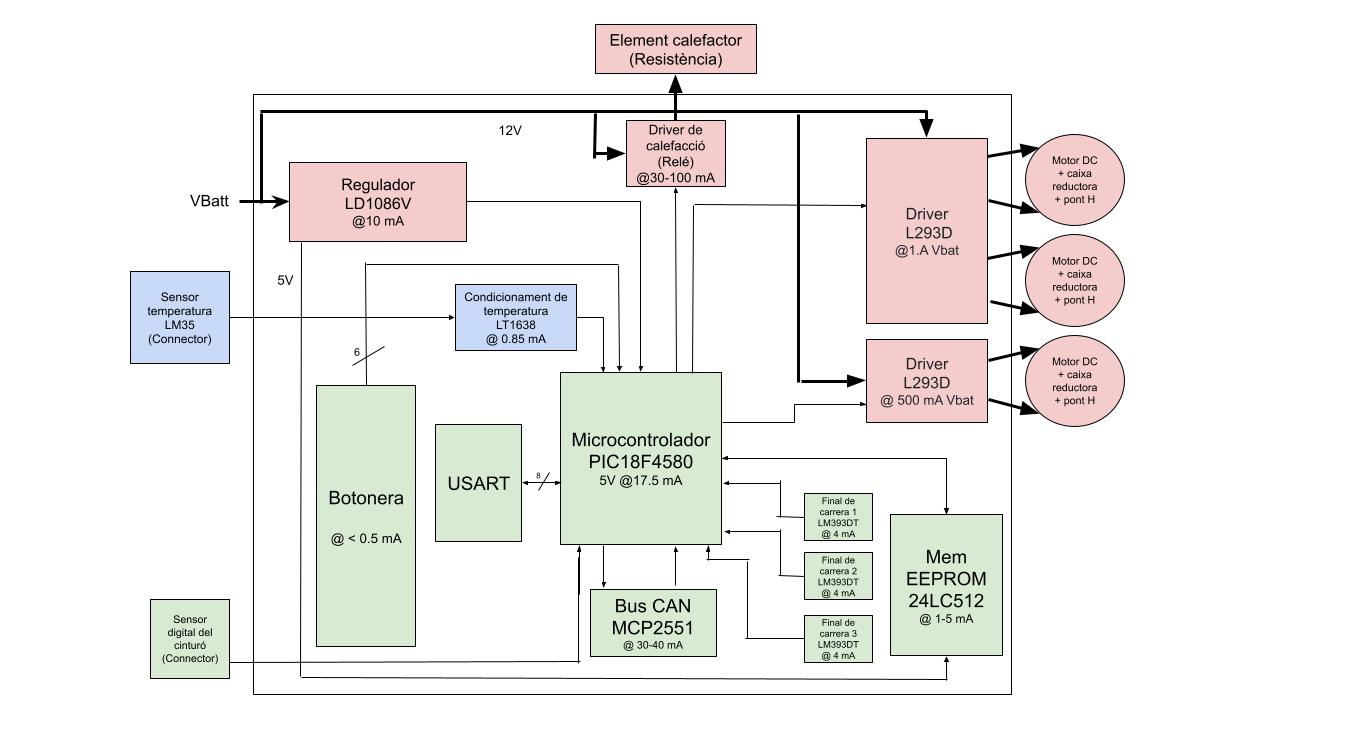 Element calefactor
(Resistència)
12V
Driver de
calefacció
(Relé)
@30-100 mA
VBatt
Regulador
LD1086V
@10 mA
Driver
L293D
@1.A Vbat
Motor DC
+ caixa
reductora
+ pont H
Motor DC
+ caixa
reductora
+ pont H
5V
Sensor
temperatura
LM35
(Connector)
Condicionament de
temperatura
LT1638
@ 0.85 mA
6
Driver
L293D
@ 500 mA Vbat
Motor DC
+ caixa
reductora
+ pont H
Botonera
@ < 0.5 mA
USART
8
Microcontrolador
PIC18F4580
5V @17.5 mA
Final de
carrera 1
LM393DT
@ 4 mA
Final de
carrera 2
LM393DT
@ 4 mA
Final de
carrera 3
LM393DT
@ 4 mA
Mem
EEPROM
24LC512
@ 1-5 mA
Bus CAN
MCP2551
@ 30-40 mA
Sensor
digital del
cinturó
(Connector)